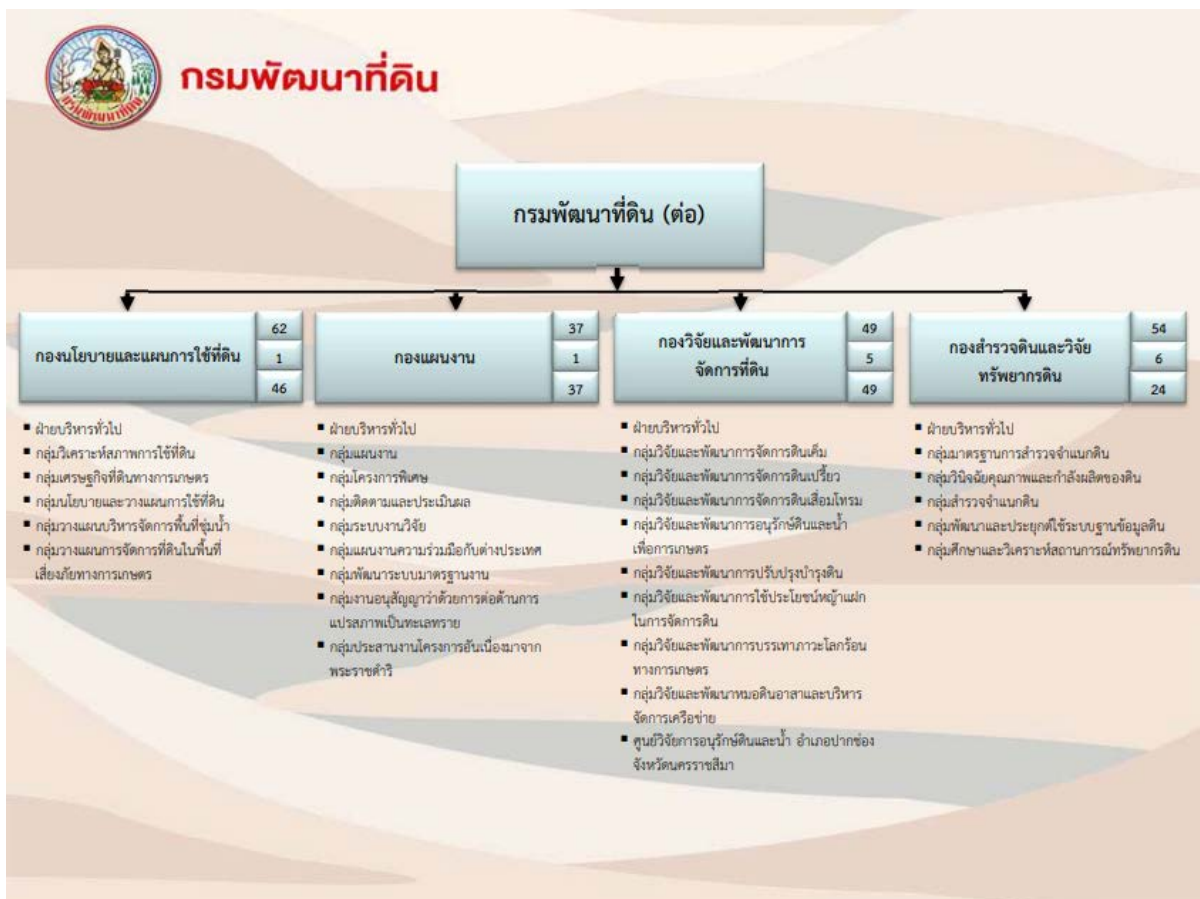 กรมพัฒนาที่ดิน
กรมพัฒนาที่ดิน
กรมพัฒนาที่ดิน (ต่อ)
กองนโยบายและแผนการใช้ที่ดิน
62
1
46
▪ ฝ่ายบริหารทั่วไป
▪ กลุ่มวิเคราะห์สภาพการใช้ที่ดิน
▪ กลุ่มเศรษฐกิจที่ดินทางการเกษตร
▪ กลุ่มนโยบายและวางแผนการใช้ที่ดิน
▪ กลุ่มวางแผนบริหารจัดการพื้นที่ชุ่มน้ำ
▪ กลุ่มวางแผนการจัดการที่ดินในพื้นที่
เสี่ยงภัยทางการเกษตร
กองแผนงาน
37
1
37
▪ ฝ่ายบริหารทั่วไป
▪ กลุ่มแผนงาน
▪ กลุ่มโครงการพิเศษ
▪ กลุ่มติดตามและประเมินผล
▪ กลุ่มระบบงานวิจัย
▪ กลุ่มแผนงานความร่วมมือกับต่างประเทศ
▪ กลุ่มพัฒนาระบบมาตรฐานงาน
▪ กลุ่มงานอนุสัญญาว่าด้วยการต่อต้านการ
แปรสภาพเป็นทะเลทราย
▪ กลุ่มประสานงานโครงการอันเนื่องมาจาก
พระราชดำริ
กองวิจัยและพัฒนาการ
จัดการที่ดิน
49
5
49
▪ ฝ่ายบริหารทั่วไป
▪ กลุ่มวิจัยและพัฒนาการจัดการดินเค็ม
▪ กลุ่มวิจัยและพัฒนาการจัดการดินเปรี้ยว
▪ กลุ่มวิจัยและพัฒนาการจัดการดินเสื่อมโทรม
▪ กลุ่มวิจัยและพัฒนาการอนุรักษ์ดินและน้ำ
เพื่อการเกษตร
▪ กลุ่มวิจัยและพัฒนาการปรับปรุงบำรุงดิน
▪ กลุ่มวิจัยและพัฒนาการใช้ประโยชน์หญ้าแฝก
ในการจัดการดิน
▪ กลุ่มวิจัยและพัฒนาการบรรเทาภาวะโลกร้อน
ทางการเกษตร
▪ กลุ่มวิจัยและพัฒนาหมอดินอาสาและบริหาร
จัดการเครือข่าย
▪ ศูนย์วิจัยการอนุรักษ์ดินและน้ำ อำเภอปากช่อง
จังหวัดนครราชสีมา
กองสำรวจดินและวิจัย
ทรัพยากรดิน
54
6
24
▪ ฝ่ายบริหารทั่วไป
▪ กลุ่มมาตรฐานการสำรวจจำแนกดิน
▪ กลุ่มวินิจฉัยคุณภาพและกำลังผลิตของดิน
▪ กลุ่มสำรวจจำแนกดิน
▪ กลุ่มพัฒนาและประยุกต์ใช้ระบบฐานข้อมูลดิน
▪ กลุ่มศึกษาและวิเคราะห์สถานการณ์ทรัพยากรดิน